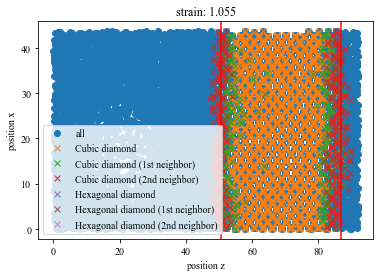 strain: 1.055
position x
40
30
20
10
0
all
Cubic diamond
Cubic diamond (1st neighbor)
Cubic diamond (2nd neighbor)
Hexagonal diamond
Hexagonal diamond (1st neighbor)
Hexagonal diamond (2nd neighbor)
0 20 40 60 80
position z